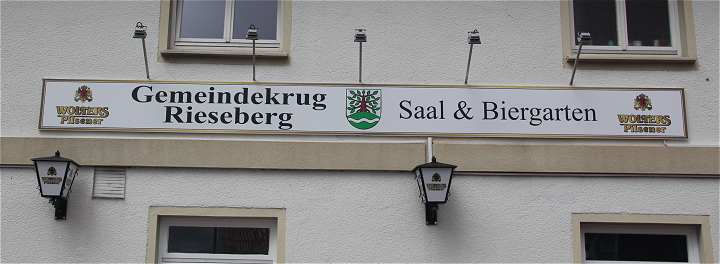 WOLTERS
Pilsener
Gemeindekrug
Rieseberg
Saal & Biergarten
WOLTERS
Pilsener